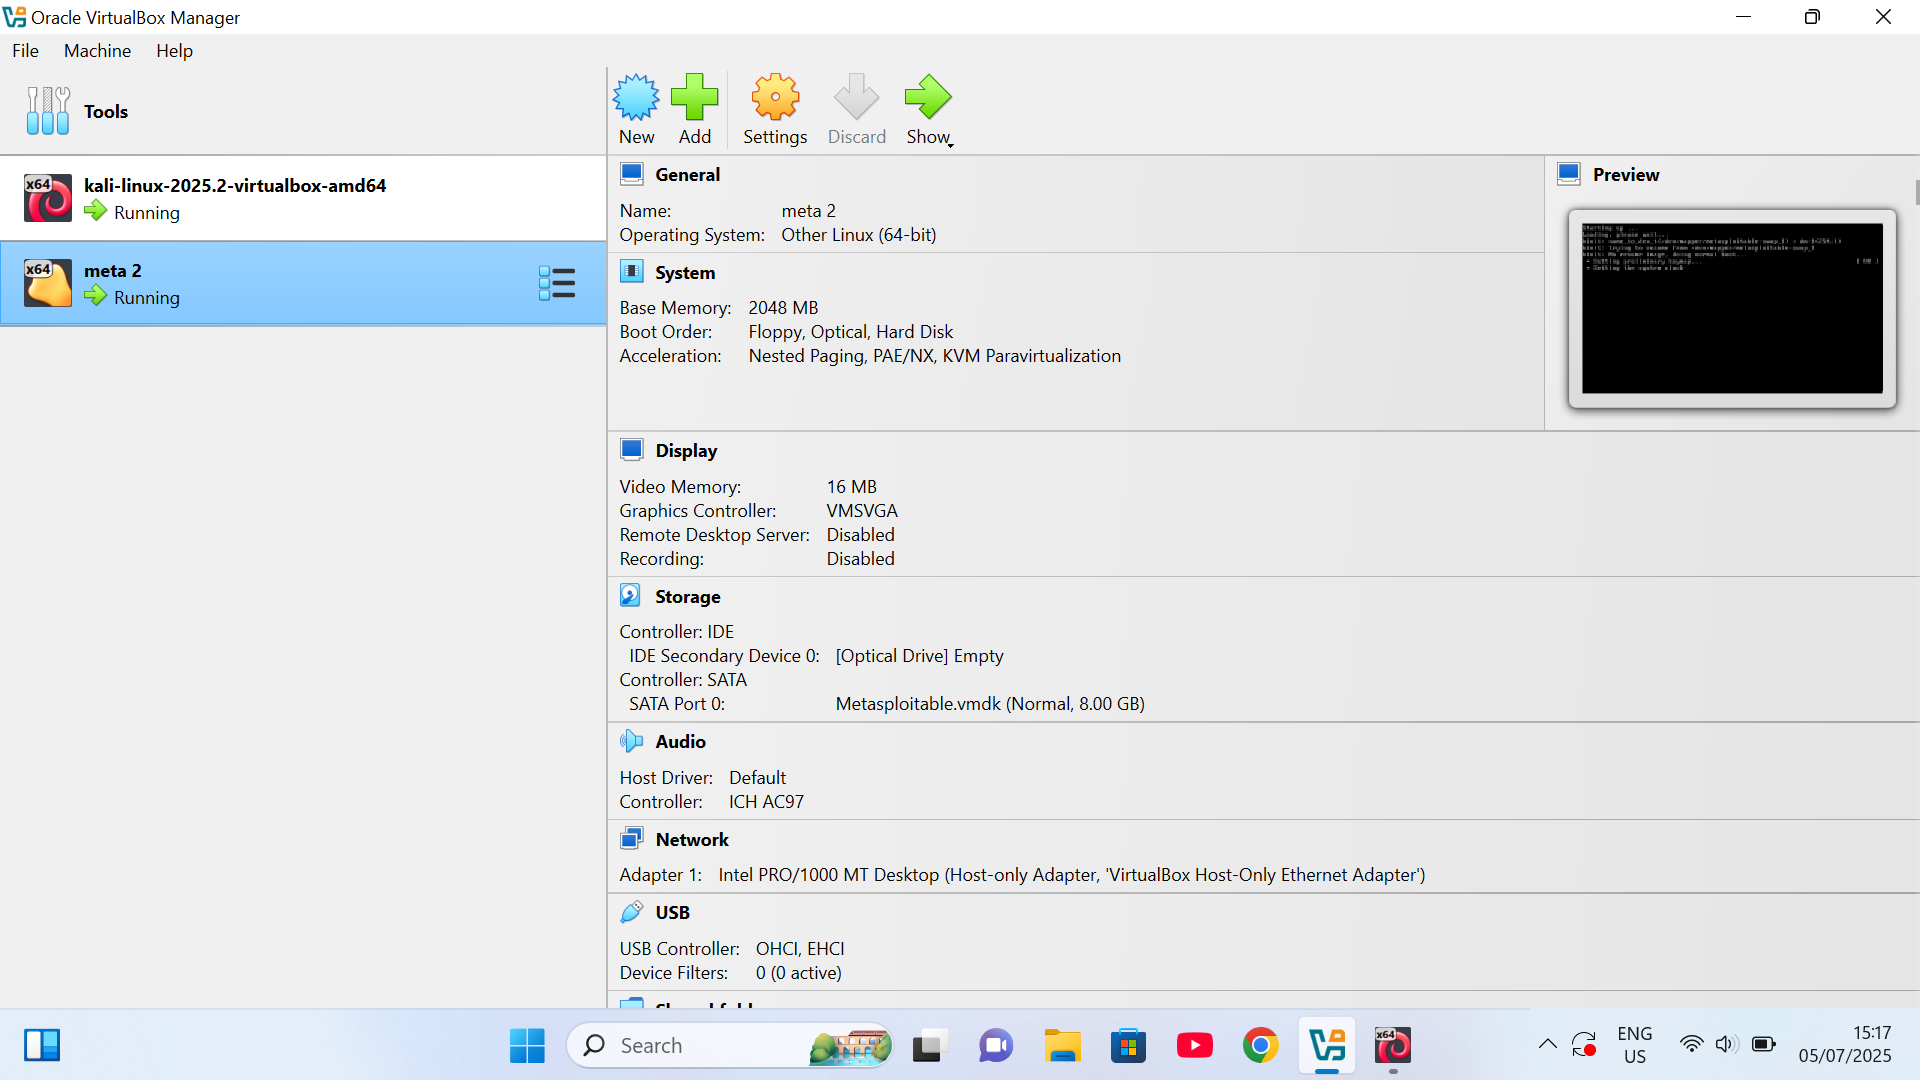 Oracle VirtualBox Manager
File Machine Help
Tools
New Add Settings Discard Show
x64 kali-linux-2025.2-virtualbox-amd64
Running
x64 meta 2
Running
General
Name: meta 2
Operating System: Other Linux (64-bit)
System
Base Memory: 2048 MB
Boot Order: Floppy, Optical, Hard Disk
Acceleration: Nested Paging, PAE/NX, KVM Paravirtualization
Preview
Display
Video Memory: 16 MB
Graphics Controller: VMSVGA
Remote Desktop Server: Disabled
Recording: Disabled
Storage
Controller: IDE
IDE Secondary Device 0: [Optical Drive] Empty
Controller: SATA
SATA Port 0: Metasploitable.vmdk (Normal, 8.00 GB)
Audio
Host Driver: Default
Controller: ICH AC97
Network
Adapter 1: Intel PRO/1000 MT Desktop (Host-only Adapter, 'VirtualBox Host-Only Ethernet Adapter')
USB
USB Controller: OHCI, EHCI
Device Filters: 0 (0 active)
Search
x64
ENG
US
15:17
05/07/2025